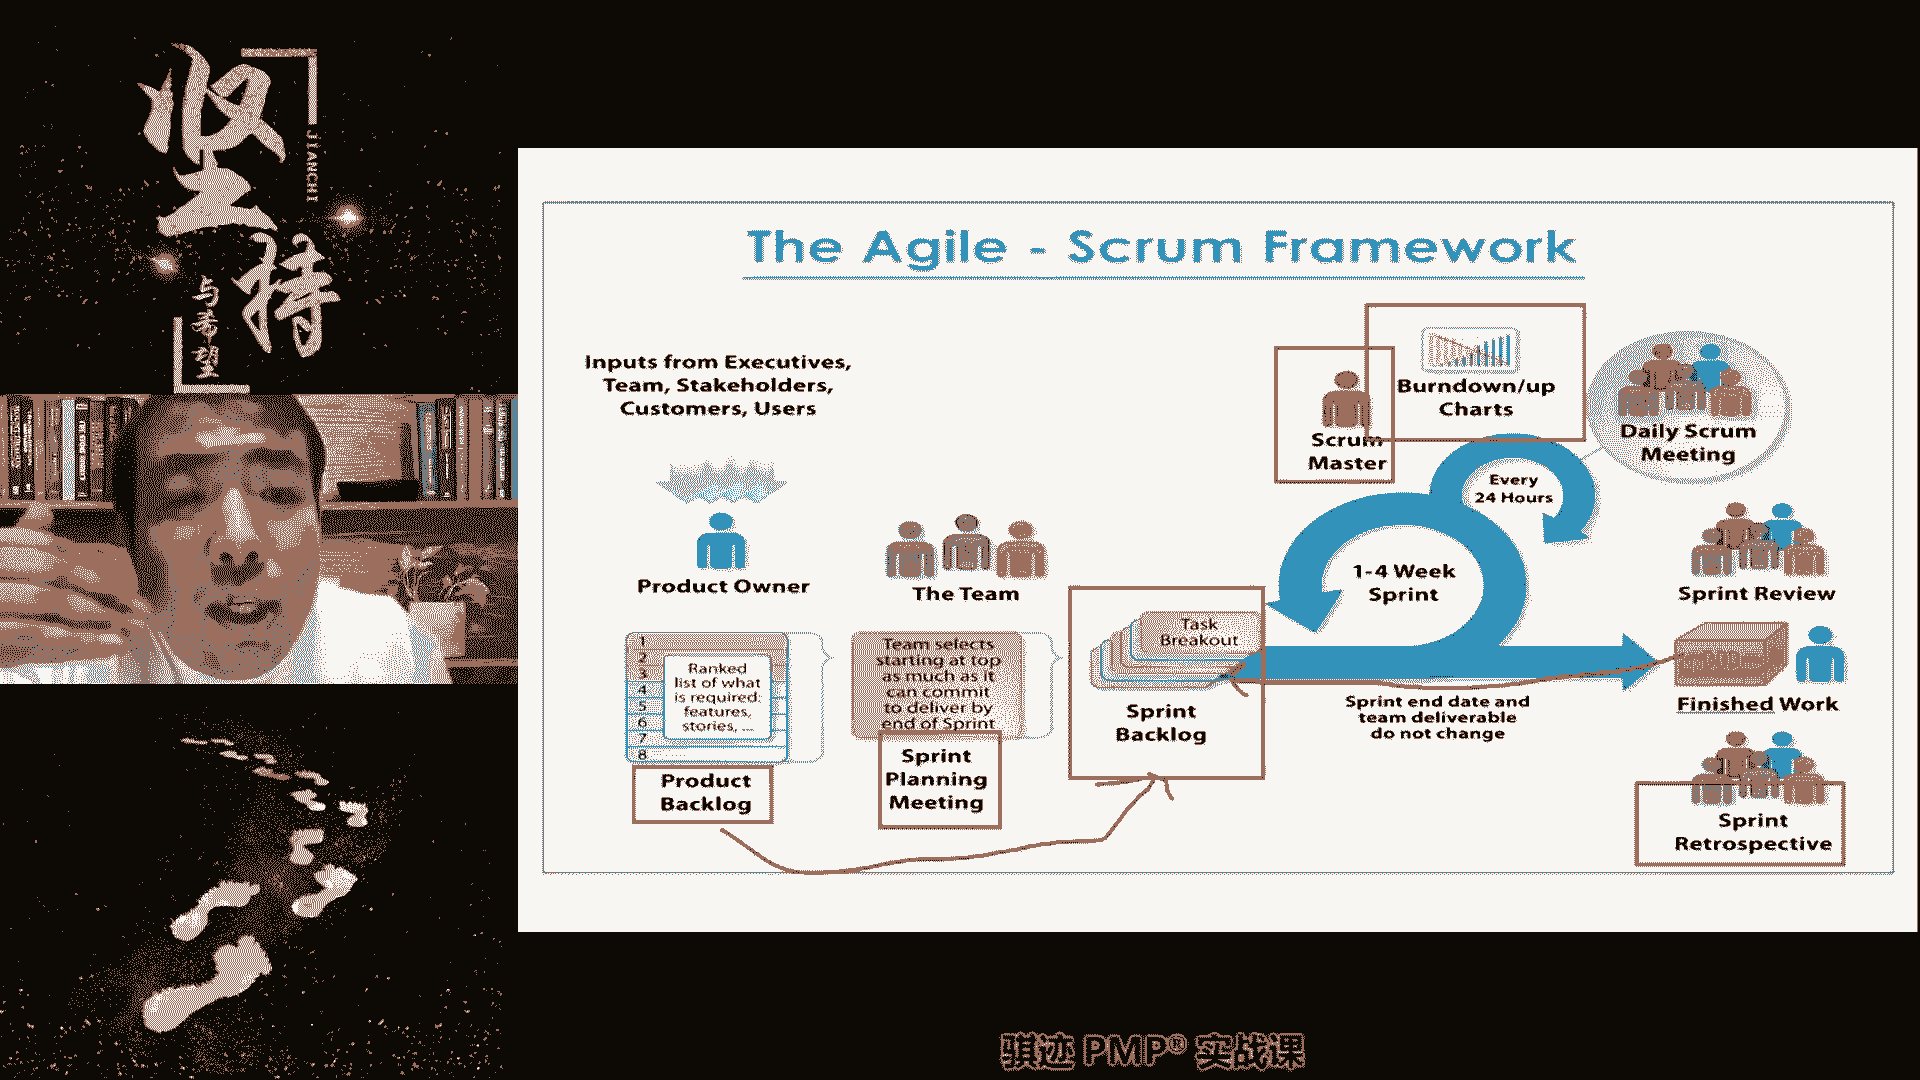 坚
持
JIANCHI
与
希
望
The Agile - Scrum Framework
Inputs from Executives,
Team, Stakeholders,
Customers, Users
Product Owner
The Team
1
2
3
4
5
6
7
8
Ranked
list of what
is required:
features,
stories, ...
Product
Backlog
Team selects
starting at top
as much as it
can commit
to deliver by
end of Sprint
Sprint
Planning
Meeting
Task
Breakout
Sprint
Backlog
Scrum
Master
Burndown/up
Charts
Every
24 Hours
1-4 Week
Sprint
Sprint end date and
team deliverable
do not change
Daily Scrum
Meeting
Sprint Review
Finished Work
Sprint
Retrospective
骐迹 PMP® 实战课